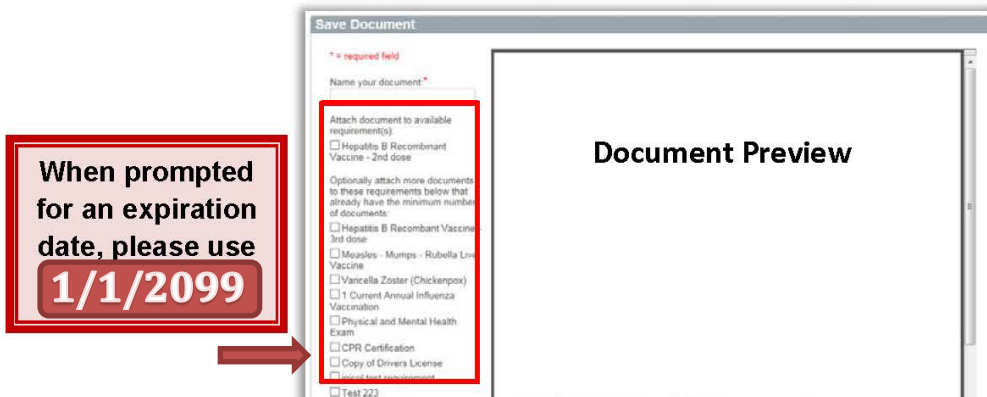 Save Document
* = required field
Name your document:*
When prompted
for an expiration
date, please use
1/1/2099
Attach document to available
requirement(s):
Hepatitis B Recombinant
Vaccine - 2nd dose
Optionally attach more documents
to these requirements below that
already have the minimum number
of documents:
Hepatitis B Recombant Vaccine -
3rd dose
Measles - Mumps - Rubella Live
Vaccine
Varicella Zoster (Chickenpox)
1 Current Annual Influenza
Vaccination
Physical and Mental Health
Exam
CPR Certification
Copy of Drivers License
test requirement
Test 223
Document Preview